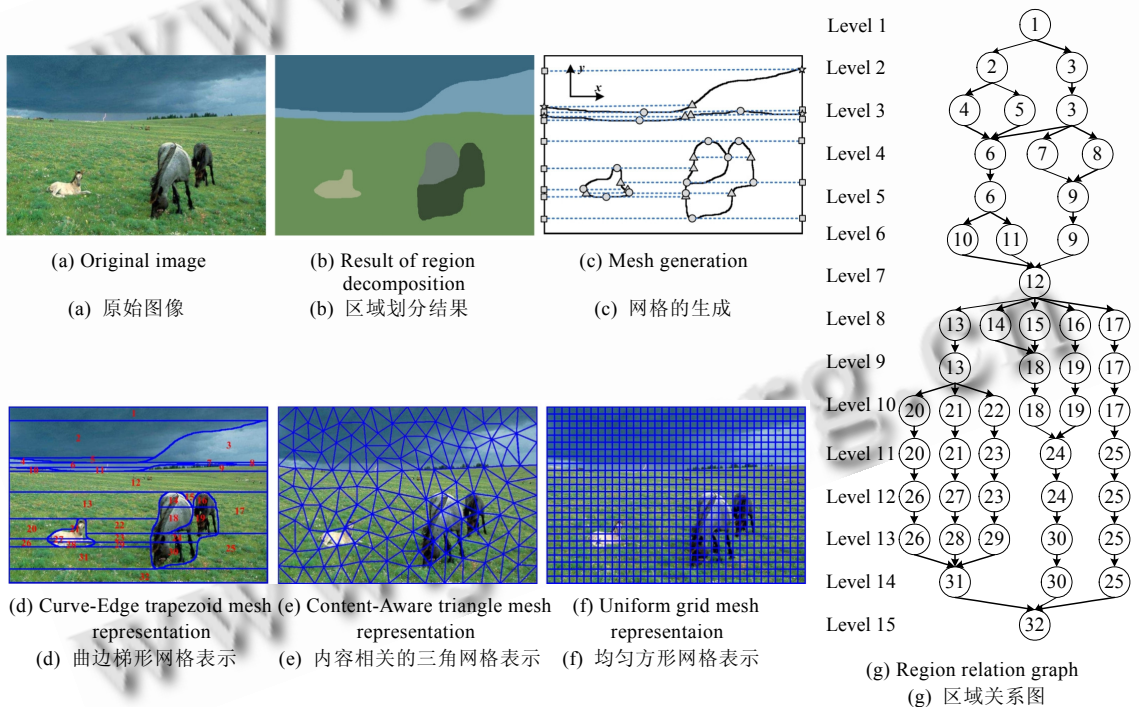 y
x
(a) Original image
(a) 原始图像
(b) Result of region
decomposition
(b) 区域划分结果
(c) Mesh generation
(c) 网格的生成
(d) Curve-Edge trapezoid mesh
representation
(d) 曲边梯形网格表示
(e) Content-Aware triangle mesh
representation
(e) 内容相关的三角网格表示
(f) Uniform grid mesh
representaion
(f) 均匀方形网格表示
Level 1 1
Level 2 2 3
Level 3 4 5 3
Level 4 6 7 8
Level 5 6 9
Level 6 10 11 9
Level 7 12
Level 8 13 14 15 16 17
Level 9 13 18 19 17
Level 10 20 21 22 18 19 17
Level 11 20 21 23 24 25
Level 12 26 27 23 24 25
Level 13 26 28 29 30 25
Level 14 31 30 25
Level 15 32
(g) Region relation graph
(g) 区域关系图